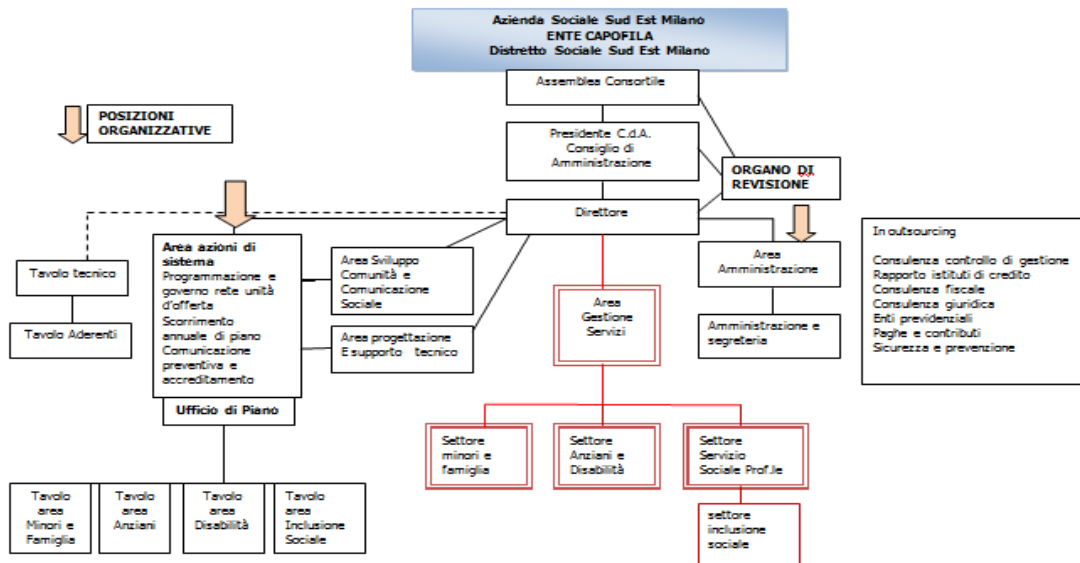 Azienda Sociale Sud Est Milano
ENTE CAPOFILA
Distretto Sociale Sud Est Milano
Assemblea Consortile
POSIZIONI
ORGANIZZATIVE
Presidente C.d.A.
Consiglio di
Amministrazione
ORGANO DI
REVISIONE
Direttore
Area azioni di
sistema
Programmazione e
governo rete unità
d'offerta
Scorrimento
annuale di piano
Comunicazione
preventiva e
accreditamento
Ufficio di Piano
Tavolo tecnico
Tavolo Aderenti
Area Sviluppo
Comunità e
Comunicazione
Sociale
Area progettazione
E supporto tecnico
Area
Gestione
Servizi
Area
Amministrazione
Amministrazione e
segreteria
In outsourcing
Consulenza controllo di gestione
Rapporto istituti di credito
Consulenza fiscale
Consulenza giuridica
Enti previdenziali
Paghe e contributi
Sicurezza e prevenzione
Settore
minori e
famiglia
Settore
Anziani e
Disabilità
Settore
Servizio
Sociale Prof.le
settore
inclusione
sociale
Tavolo
area
Minori e
Famiglia
Tavolo
area
Anziani
Tavolo
area
Disabilità
Tavolo
area
Inclusione
Sociale